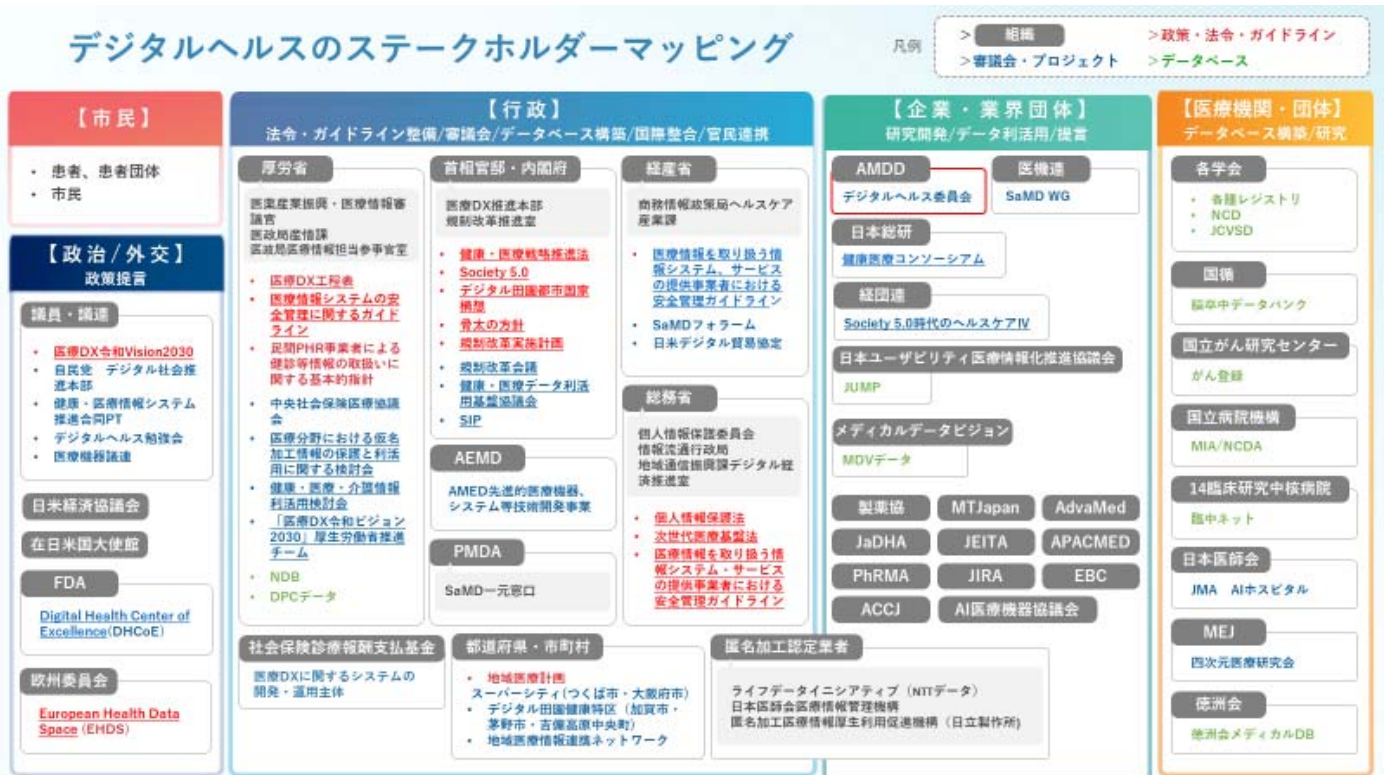 デジタルヘルスのステークホルダーマッピング
凡例
>組織
>政策・法令・ガイドライン
>審議会・プロジェクト
>データベース
【市民】
・患者、患者団体
・市民
【政治/外交】
政策提言
議員・議連
・医療DX令和Vision2030
・自民党　デジタル社会推
進本部
・健康・医療情報システム
推進合同PT
・デジタルヘルス勉強会
・医療機器議連
日米経済協議会
在日米国大使館
FDA
Digital Health Center of
Excellence(DHCoE)
欧州委員会
European Health Data
Space (EHDS)
【行政】
法令・ガイドライン整備/審議会/データベース構築/国際整合/官民連携
厚労省
医薬産業振興・医療情報審
議官
医政局産情課
医政局医療情報担当参事官室
・医療DX工程表
・医療情報システムの安
全管理に関するガイド
ライン
・民間PHR事業者による
健診等情報の取扱いに
関する基本的指針
・中央社会保険医療協議
会
・医療分野における仮名
加工情報の保護と利活
用に関する検討会
・健康・医療・介護情報
利活用検討会
・「医療DX令和ビジョン
2030」厚生労働省推進
チーム
・NDB
・DPCデータ
首相官邸・内閣府
医療DX推進本部
規制改革推進室
・健康・医療戦略推進法
・Society 5.0
・デジタル田園都市国家
構想
・骨太の方針
・規制改革実施計画
・規制改革会議
・健康・医療データ利活
用基盤協議会
・SIP
AEMD
AMED先進的医療機器、
システム等技術開発事業
PMDA
SaMD一元窓口
経産省
商務情報政策局ヘルスケア
産業課
・医療情報を取り扱う情
報システム、サービス
の提供事業者における
安全管理ガイドライン
・SaMDフォーラム
・日米デジタル貿易協定
総務省
個人情報保護委員会
情報流通行政局
地域通信振興課デジタル経
済推進室
・個人情報保護法
・次世代医療基盤法
・医療情報を取り扱う情
報システム・サービス
の提供事業者における
安全管理ガイドライン
社会保険診療報酬支払基金
医療DXに関するシステムの
開発・運用主体
都道府県・市町村
・地域医療計画
スーパーシティ(つくば市・大阪府市)
・デジタル田園健康特区（加賀市・
茅野市・吉備高原中央町）
・地域医療情報連携ネットワーク
匿名加工認定業者
ライフデータイニシアティブ（NTTデータ）
日本医師会医療情報管理機構
匿名加工医療情報厚生利用促進機構（日立製作所)
【企業・業界団体】
研究開発/データ利活用/提言
AMDD
デジタルヘルス委員会
医機連
SaMD WG
日本総研
健康医療コンソーシアム
経団連
Society 5.0時代のヘルスケアⅣ
日本ユーザビリティ医療情報化推進協議会
JUMP
メディカルデータビジョン
MDVデータ
製薬協
MTJapan
AdvaMed
JaDHA
JEITA
APACMED
PhRMA
JIRA
EBC
ACCJ
AI医療機器協議会
【医療機関・団体】
データベース構築/研究
各学会
・各種レジストリ
・NCD
・JCVSD
国循
脳卒中データバンク
国立がん研究センター
がん登録
国立病院機構
MIA/NCDA
14臨床研究中核病院
臨中ネット
日本医師会
JMA　AIホスピタル
MEJ
四次元医療研究会
徳洲会
徳洲会メディカルDB